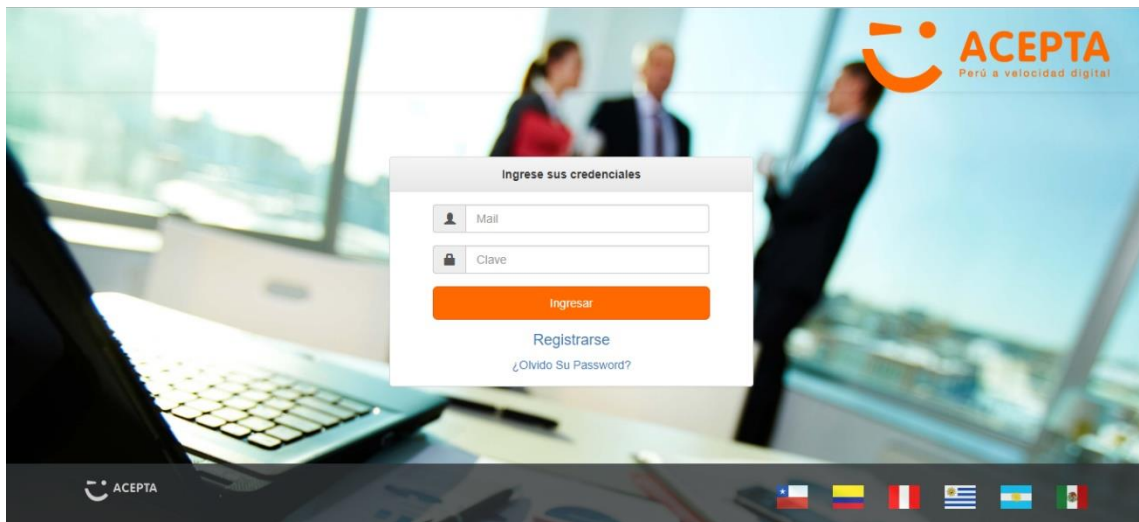 ACEPTA
Perú a velocidad digital
Ingrese sus credenciales
Mail
Clave
Ingresar
Registrarse
¿Olvido Su Password?
ACEPTA